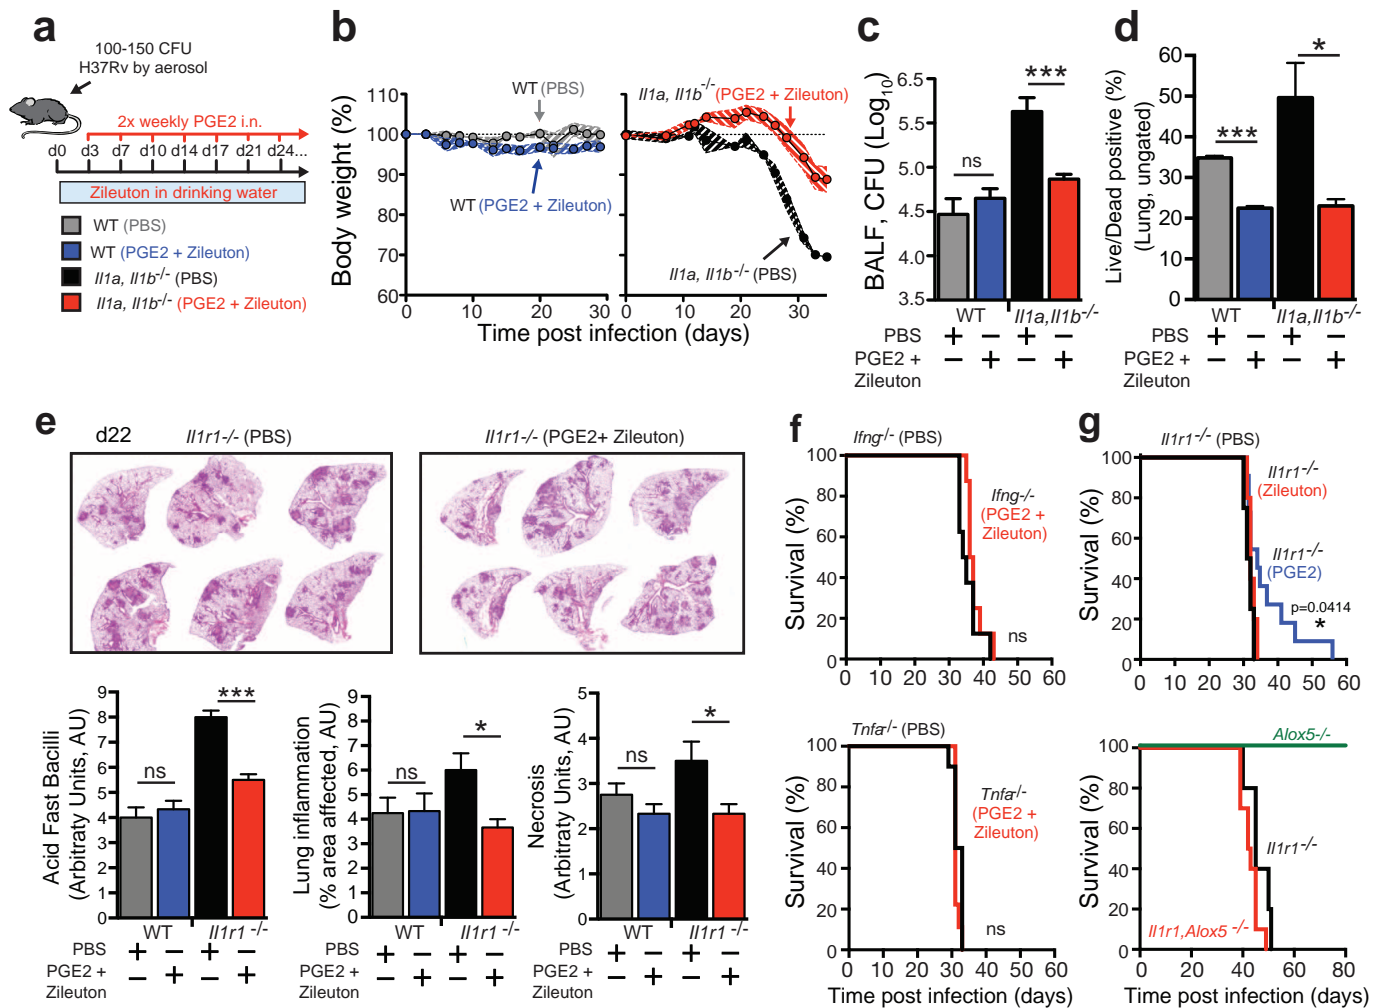 a
100-150 CFU
H37Rv by aerosol
2x weekly PGE2 i.n.
d0 d3 d7 d10 d14 d17 d21 d24...
Zileuton in drinking water
WT (PBS)
WT (PGE2 + Zileuton)
Il1a, Il1b-/- (PBS)
Il1a, Il1b-/- (PGE2 + Zileuton)
b
Body weight (%)
110
100
90
80
70
60
WT (PBS)
WT (PGE2 + Zileuton)
Il1a, Il1b-/- (PGE2 + Zileuton)
Il1a, Il1b-/- (PBS)
0 10 20 30
0 10 20 30
Time post infection (days)
c
BALF, CFU (Log10)
6.5
5.5
4.5
4.0
3.5
ns
***
WT Il1a,Il1b-/-
PBS + – + –
PGE2 + Zileuton – + – +
d
Live/Dead positive (%)
(Lung, ungated)
60
50
40
30
20
10
0
***
*
WT Il1a,Il1b-/-
PBS + – + –
PGE2 + Zileuton – + – +
e
d22 Il1r1-/- (PBS)
Il1r1-/- (PGE2+ Zileuton)
Acid Fast Bacilli
(Arbitraty Units, AU)
9
8
7
6
5
4
3
2
1
0
ns
***
WT Il1r1 -/-
PBS + – + –
PGE2 + Zileuton – + – +
Lung inflammation
(% area affected, AU)
9
8
7
6
5
4
3
2
1
0
ns
*
WT Il1r1 -/-
PBS + – + –
PGE2 + Zileuton – + – +
Necrosis
(Arbitraty Units, AU)
5
4
3
2
1
0
ns
*
WT Il1r1 -/-
PBS + – + –
PGE2 + Zileuton – + – +
f
Ifng-/- (PBS)
Survival (%)
100
80
60
40
20
0
Ifng-/-
(PGE2 +
Zileuton)
ns
0 10 20 30 40 50 60
Tnfa-/- (PBS)
Survival (%)
100
80
60
40
20
0
Tnfa-/-
(PGE2 +
Zileuton)
ns
0 10 20 30 40 50 60
Time post infection (days)
g
Il1r1-/- (PBS)
Survival (%)
100
80
60
40
20
0
Il1r1-/-
(Zileuton)
Il1r1-/-
(PGE2)
p=0.0414
*
0 10 20 30 40 50 60
Survival (%)
100
80
60
40
20
0
Alox5-/-
Il1r1-/-
Il1r1,Alox5 -/-
0 20 40 60 80
Time post infection (days)